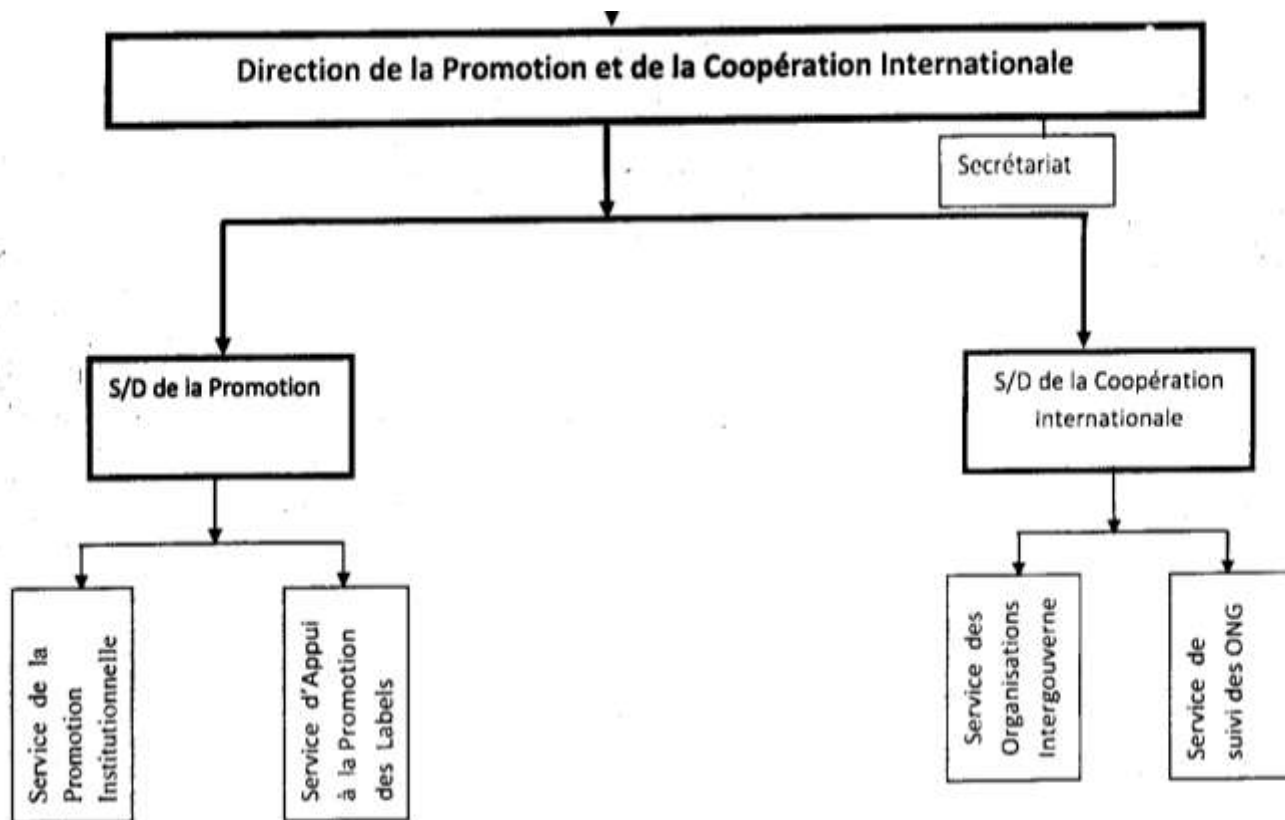 Direction de la Promotion et de la Coopération Internationale
Secrétariat
S/D de la Promotion
S/D de la Coopération
Internationale
Service de la
Promotion
Institutionnelle
Service d'Appui
à la Promotion
des Labels
Service des
Organisations
Intergouverne
Service de
suivi des ONG